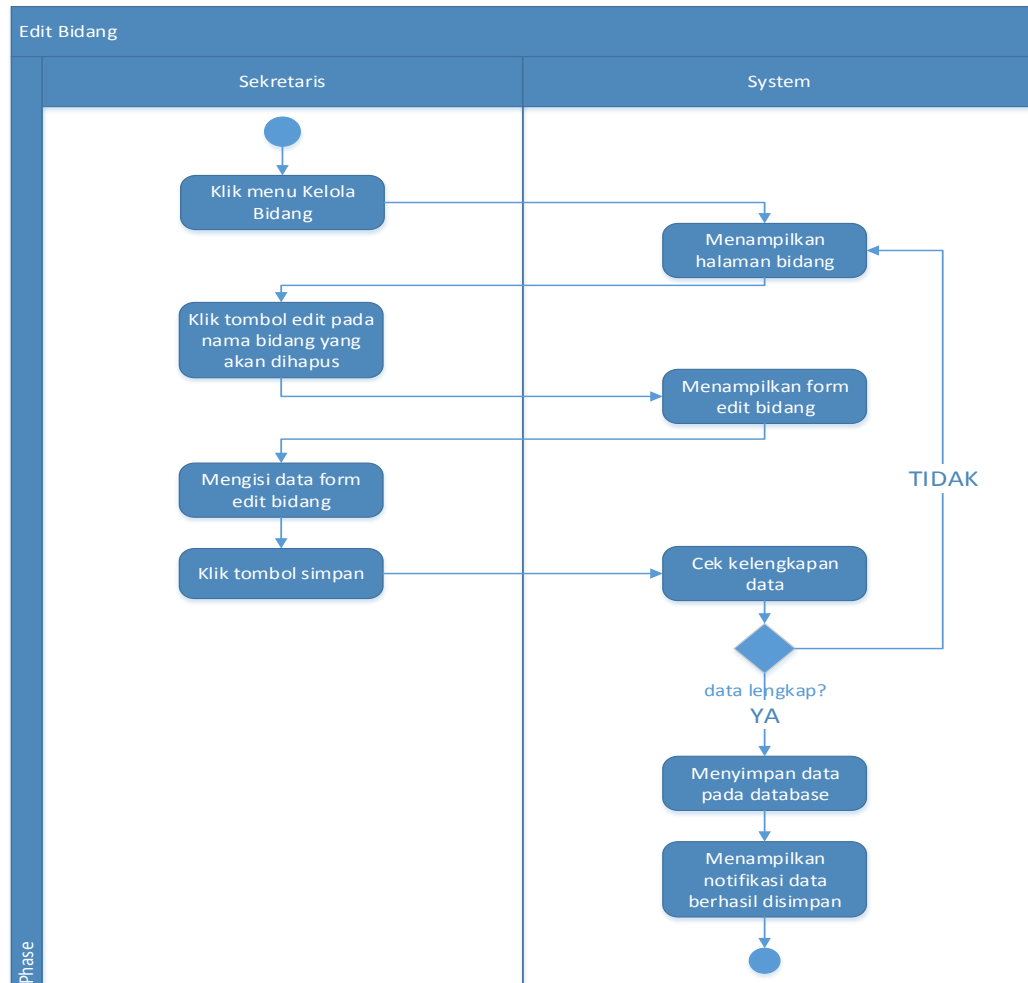 Edit Bidang
Sekretaris
System
Klik menu Kelola
Bidang
Menampilkan
halaman bidang
Klik tombol edit pada
nama bidang yang
akan dihapus
Menampilkan form
edit bidang
Mengisi data form
edit bidang
TIDAK
Klik tombol simpan
Cek kelengkapan
data
data lengkap?
YA
Menyimpan data
pada database
Menampilkan
notifikasi data
berhasil disimpan
Phase